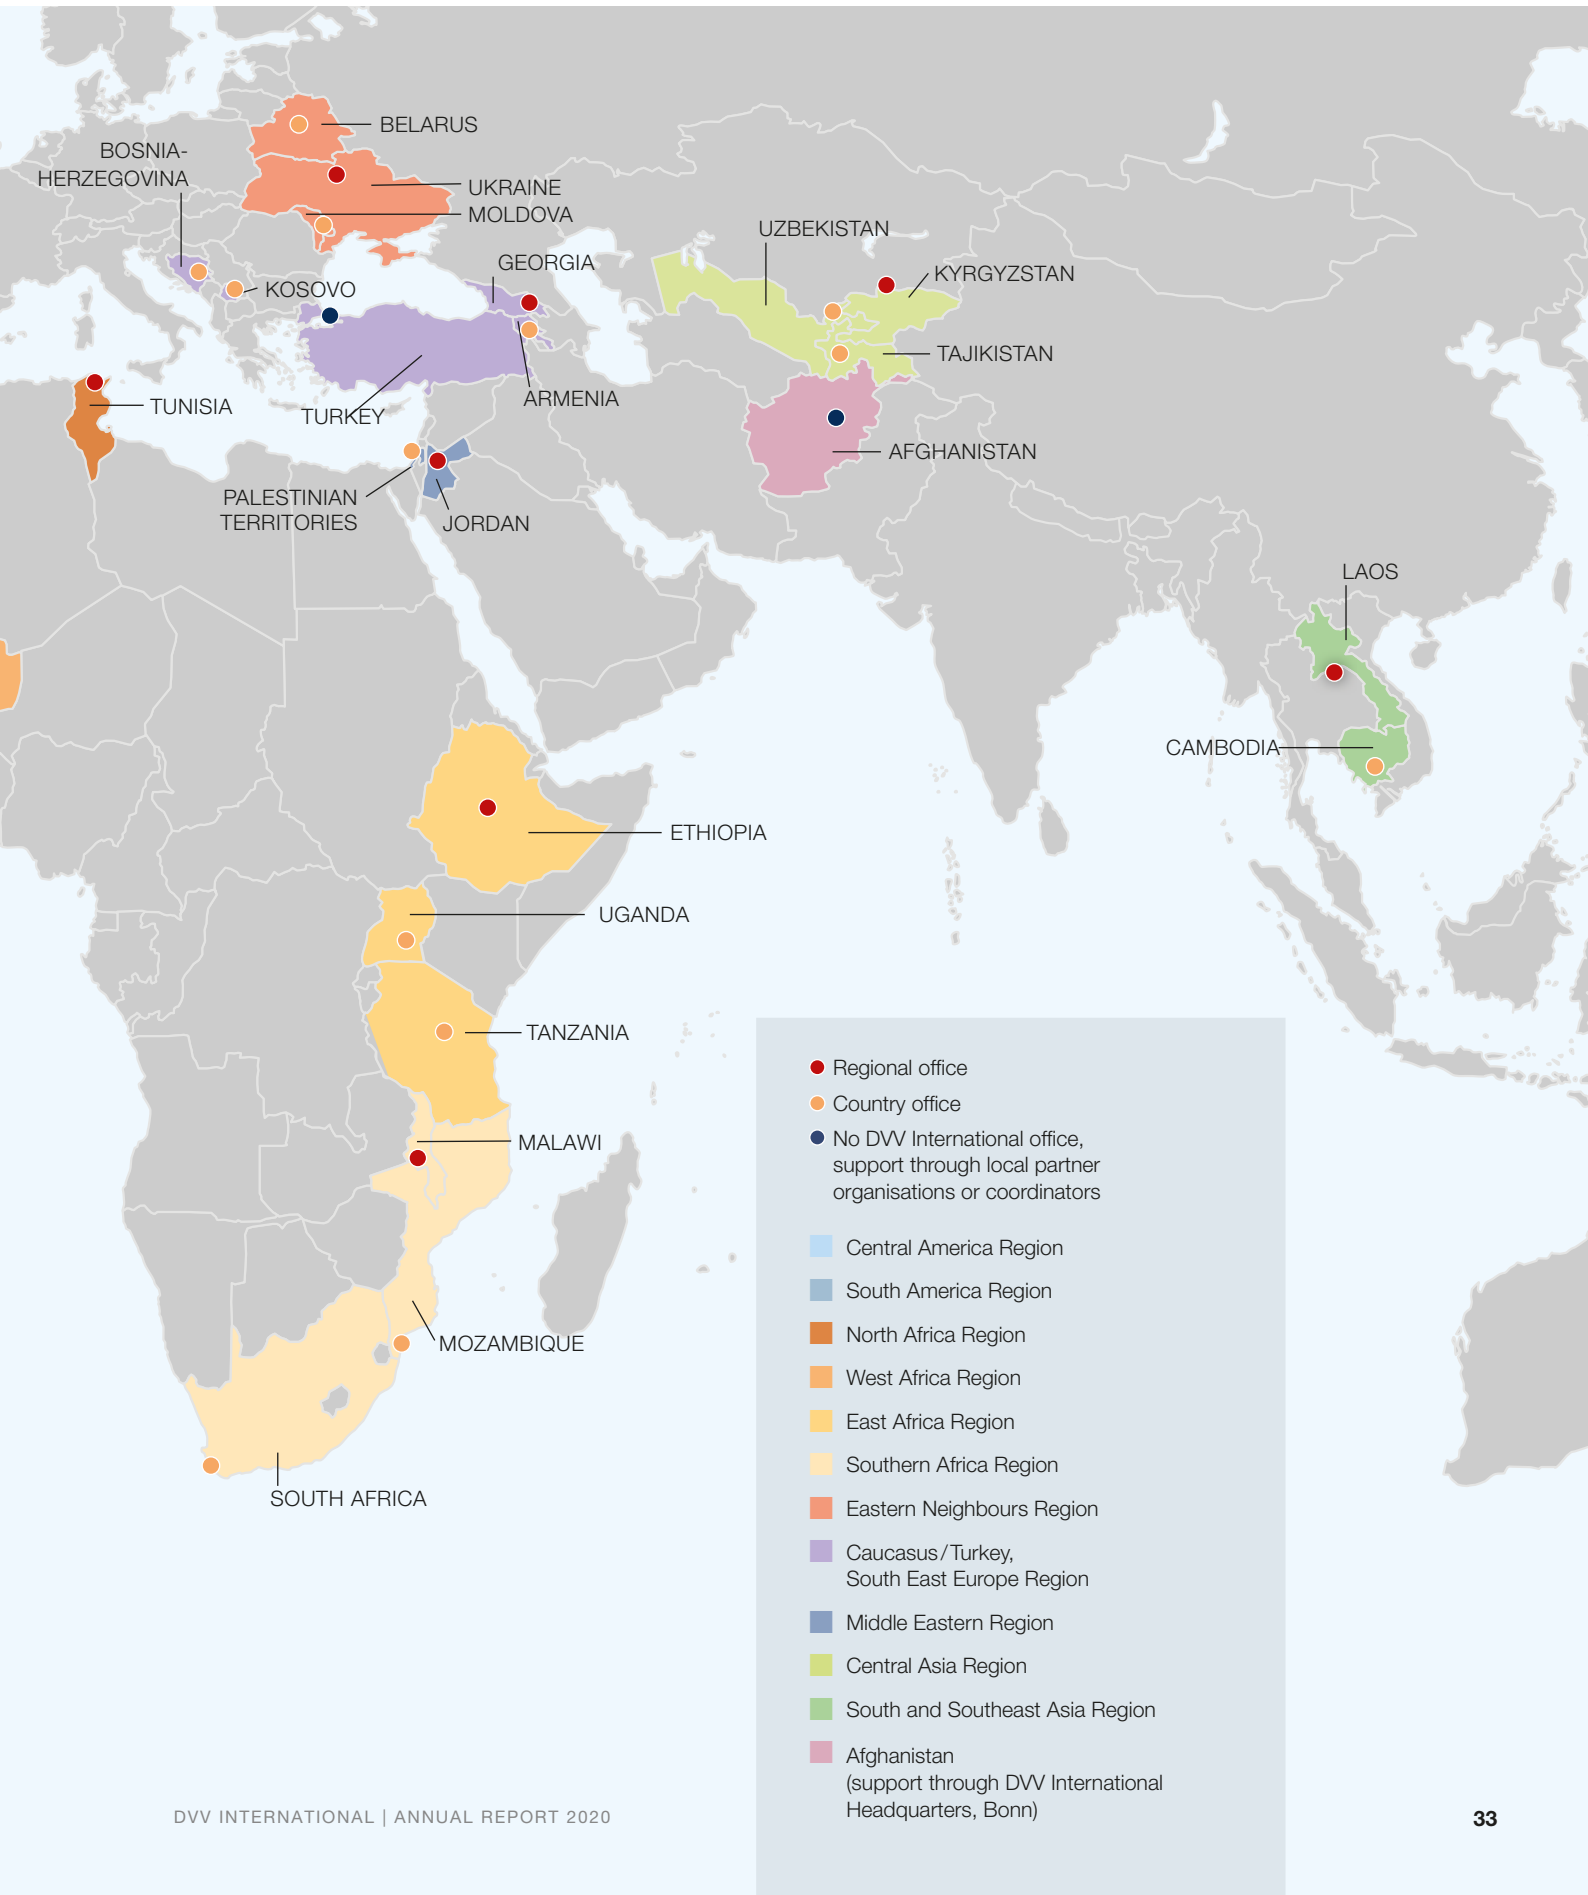 BELARUS
BOSNIA-
HERZEGOVINA
UKRAINE
MOLDOVA
UZBEKISTAN
GEORGIA
KYRGYZSTAN
KOSOVO
TAJIKISTAN
ARMENIA
TUNISIA
TURKEY
AFGHANISTAN
PALESTINIAN
TERRITORIES
JORDAN
LAOS
CAMBODIA
ETHIOPIA
UGANDA
TANZANIA
MALAWI
MOZAMBIQUE
SOUTH AFRICA
Regional office
Country office
No DVV International office,
support through local partner
organisations or coordinators
Central America Region
South America Region
North Africa Region
West Africa Region
East Africa Region
Southern Africa Region
Eastern Neighbours Region
Caucasus/Turkey,
South East Europe Region
Middle Eastern Region
Central Asia Region
South and Southeast Asia Region
Afghanistan
(support through DVV International
Headquarters, Bonn)
DVV INTERNATIONAL | ANNUAL REPORT 2020
33